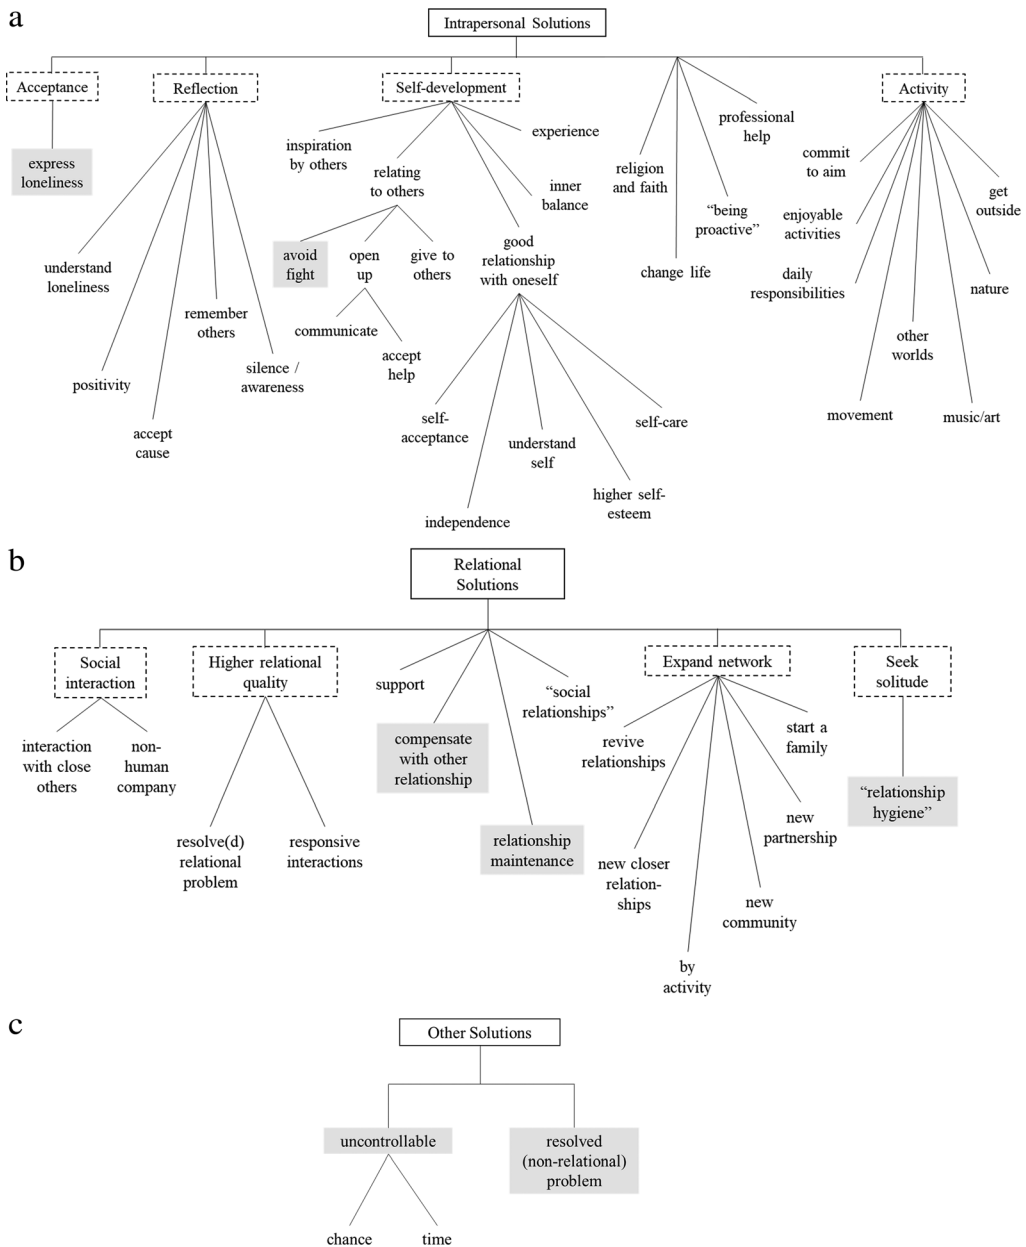 a
Intrapersonal Solutions
Acceptance
Reflection
Self-development
Activity
express
loneliness
understand
loneliness
positivity
accept
cause
remember
others
silence /
awareness
inspiration
by others
relating
to others
avoid
fight
open
up
give to
others
communicate
accept
help
good
relationship
with oneself
inner
balance
experience
self-
acceptance
independence
understand
self
higher self-
esteem
self-care
religion
and faith
change life
“being
proactive”
professional
help
commit
to aim
enjoyable
activities
daily
responsibilities
movement
other
worlds
music/art
nature
get
outside
b
Relational
Solutions
Social
interaction
Higher relational
quality
Expand network
Seek
solitude
interaction
with close
others
non-
human
company
resolve(d)
relational
problem
responsive
interactions
support
compensate
with other
relationship
relationship
maintenance
“social
relationships”
revive
relationships
new closer
relation-
ships
by
activity
new
community
new
partnership
start a
family
“relationship
hygiene”
c
Other Solutions
uncontrollable
resolved
(non-relational)
problem
chance
time